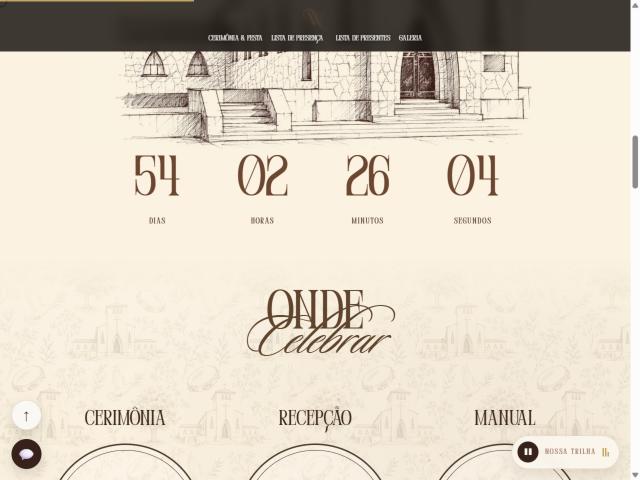 CERIMÔNIA & FESTA LISTA DE PRESENÇA LISTA DE PRESENTES GALERIA
54 02 26 04
DIAS HORAS MINUTOS SEGUNDOS
ONDE
Celebrar
CERIMÔNIA RECEPÇÃO MANUAL
NOSSA TRILHA